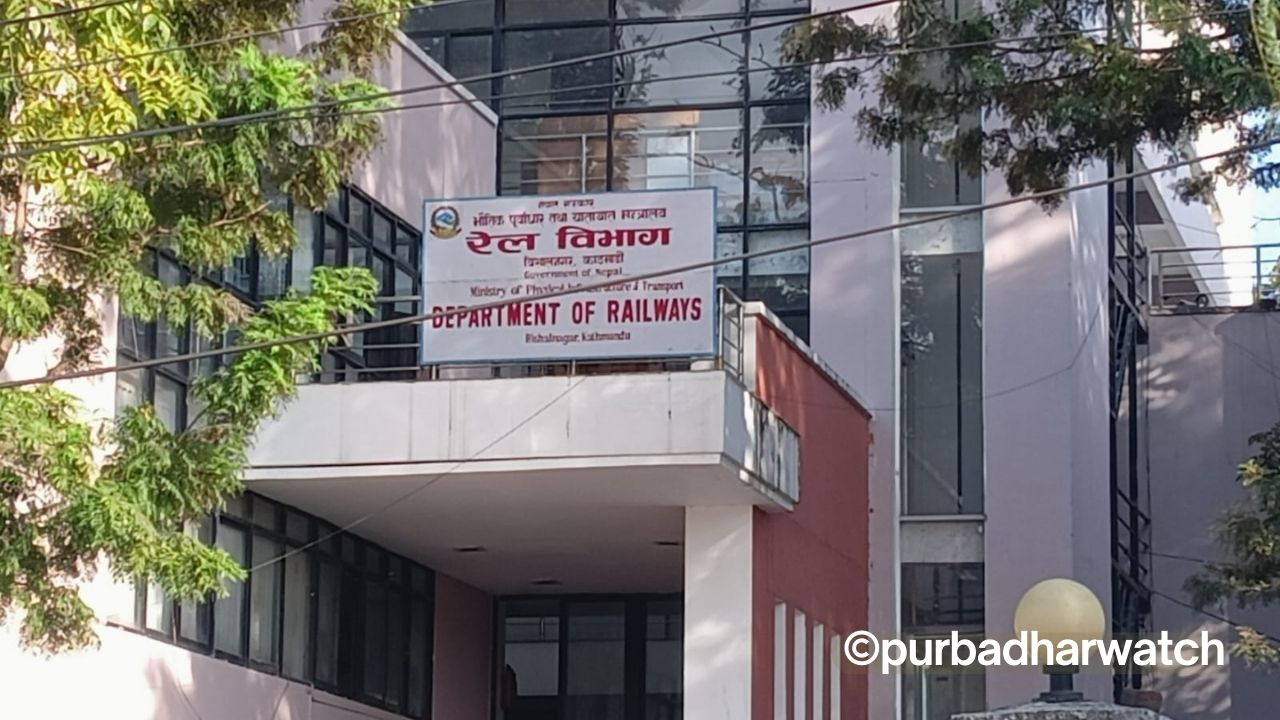 नेपाल सरकार
भौतिक पूर्वाधार तथा यातायात मन्त्रालय
रेल विभाग
विशालनगर, काठमाडौं
Government of Nepal
Ministry of Physical Infrastructure & Transport
DEPARTMENT OF RAILWAYS
Bishalnagar, Kathmandu
©purbadharwatch